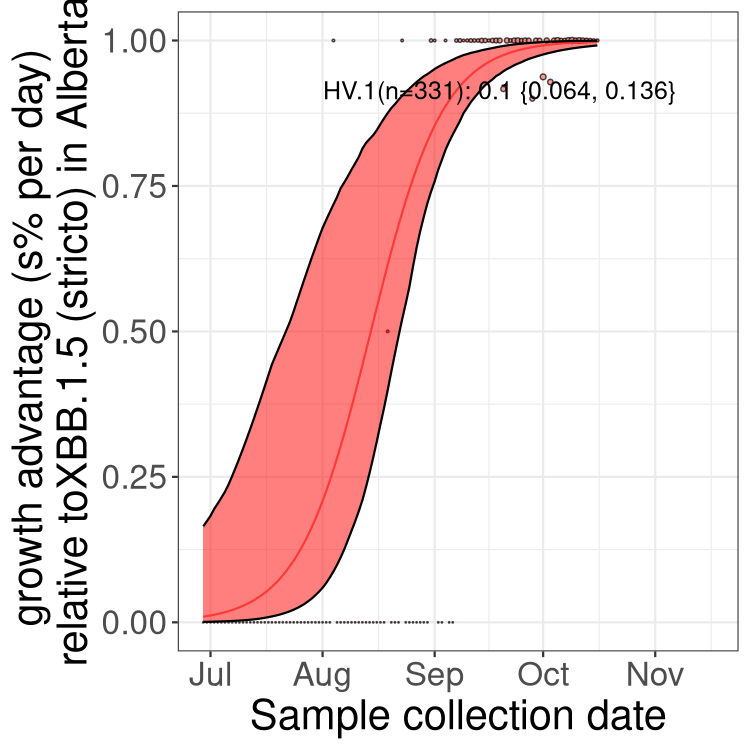 growth advantage (s% per day)
relative toXBB.1.5 (stricto) in Alberta
1.00
0.75
0.50
0.25
0.00
HV.1(n=331): 0.1 {0.064, 0.136}
Jul Aug Sep Oct Nov
Sample collection date